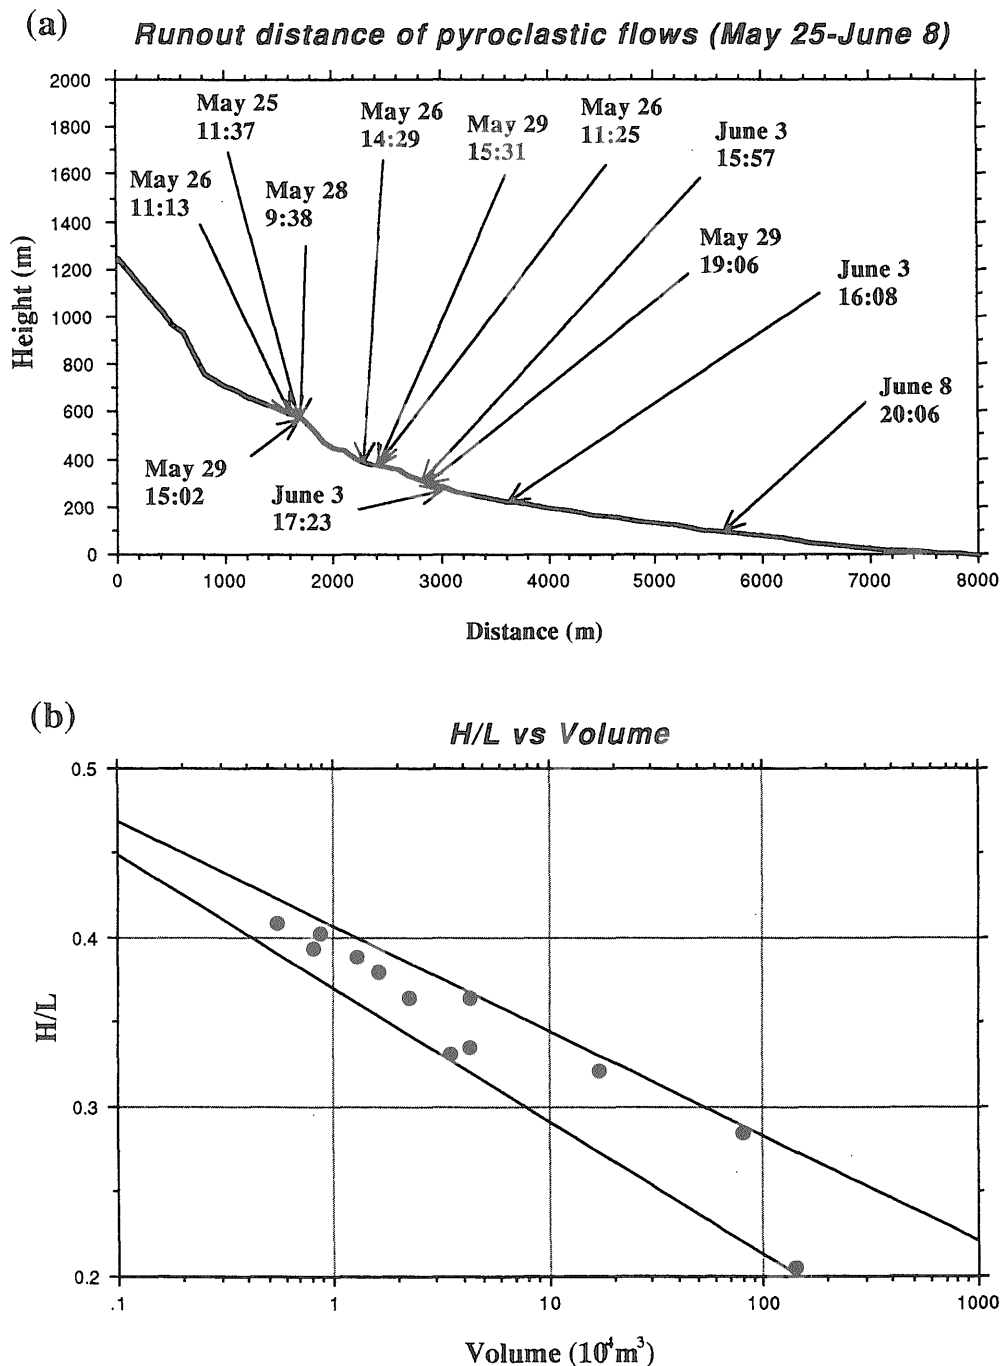 (a)
Runout distance of pyroclastic flows (May 25-June 8)
2000
1800
1600
1400
1200
1000
800
600
400
200
0
Height (m)
May 25
11:37
May 26
14:29
May 29
15:31
May 26
11:25
June 3
15:57
May 26
11:13
May 28
9:38
May 29
19:06
June 3
16:08
June 8
20:06
May 29
15:02
June 3
17:23
0 1000 2000 3000 4000 5000 6000 7000 8000
Distance (m)
(b)
H/L vs Volume
0.5
0.4
0.3
0.2
H/L
.1 1 10 100 1000
Volume (10⁴m³)